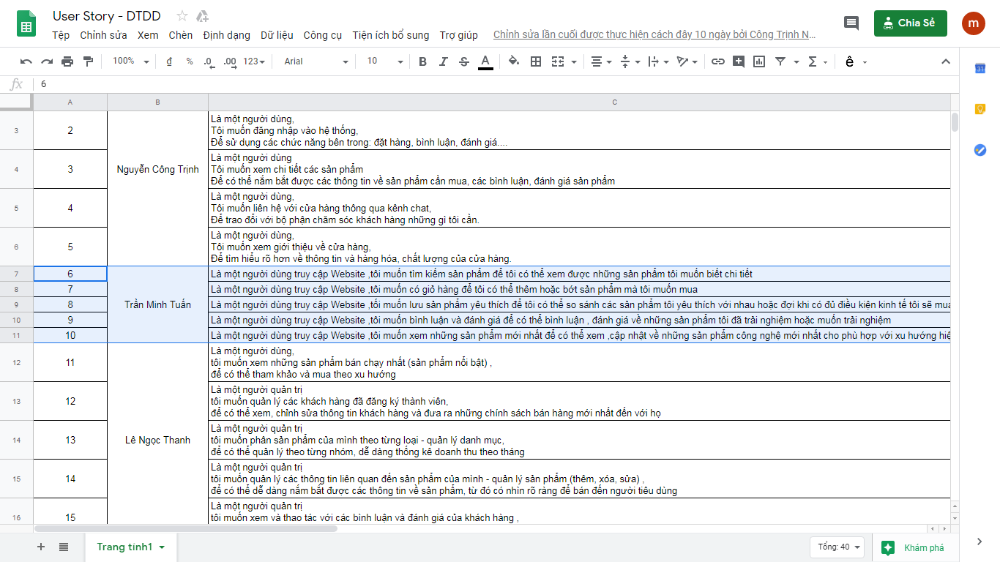 User Story - DTDD
Tệp Chỉnh sửa Xem Chèn Định dạng Dữ liệu Công cụ Tiện ích bổ sung Trợ giúp Chỉnh sửa lần cuối được thực hiện cách đây 10 ngày bởi Công Trịnh N…
Chia Sẻ
m
100% đ % .0 .00 123 Arial 10 B I S A Σ ê
31
fx 6
A B C
3 2 Là một người dùng,
Tôi muốn đăng nhập vào hệ thống,
Để sử dụng các chức năng bên trong: đặt hàng, bình luận, đánh giá....
4 3 Nguyễn Công Trịnh Là một người dùng
Tôi muốn xem chi tiết các sản phẩm
Để có thể nắm bắt được các thông tin về sản phẩm cần mua, các bình luận, đánh giá sản phẩm
5 4 Là một người dùng,
Tôi muốn liên hệ với cửa hàng thông qua kênh chat,
Để trao đổi với bộ phận chăm sóc khách hàng những gì tôi cần.
6 5 Là một người dùng,
Tôi muốn xem giới thiệu về cửa hàng,
Để tìm hiểu rõ hơn về thông tin và hàng hóa, chất lượng của cửa hàng.
7 6 Là một người dùng truy cập Website ,tôi muốn tìm kiếm sản phẩm để tôi có thể xem được những sản phẩm tôi muốn biết chi tiết
8 7 Là một người dùng truy cập Website ,tôi muốn có giỏ hàng để tôi có thể thêm hoặc bớt sản phẩm mà tôi muốn mua
9 8 Trần Minh Tuấn Là một người dùng truy cập Website ,tối muốn lưu sản phẩm yêu thích để tôi có thể so sánh các sản phẩm tôi yêu thích với nhau hoặc đợi khi có đủ điều kiện kinh tế tôi sẽ mua
10 9 Là một người dùng truy cập Website ,tôi muốn bình luận và đánh giá để có thể bình luận , đánh giá về những sản phẩm tôi đã trải nghiệm hoặc muốn trải nghiệm
11 10 Là một người dùng truy cập Website ,tôi muốn xem những sản phẩm mới nhất để có thể xem ,cập nhật về những sản phẩm công nghệ mới nhất cho phù hợp với xu hướng hiệ
12 11 Là một người dùng,
tôi muốn xem những sản phẩm bán chạy nhất (sản phẩm nổi bật) ,
để có thể tham khảo và mua theo xu hướng
13 12 Là một người quản trị
tôi muốn quản lý các khách hàng đã đăng ký thành viên,
để có thể xem, chỉnh sửa thông tin khách hàng và đưa ra những chính sách bán hàng mới nhất đến với họ
14 13 Lê Ngọc Thanh Là một người quản trị
tôi muốn phân sản phẩm của mình theo từng loại - quản lý danh mục,
để có thể quản lý theo từng nhóm, dễ dàng thống kê doanh thu theo tháng
15 14 Là một người quản trị
tôi muốn quản lý các thông tin liên quan đến sản phẩm của mình - quản lý sản phẩm (thêm, xóa, sửa) ,
để có thể dễ dàng nắm bắt được các thông tin về sản phẩm, từ đó có nhìn rõ ràng để bán đến người tiêu dùng
16 15 Là một người quản trị
tôi muốn xem và thao tác với các bình luận và đánh giá của khách hàng ,
Trang tính1 Tổng: 40 Khám phá